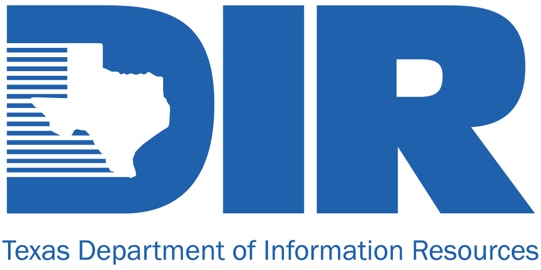 DIR
Texas Department of Information Resources